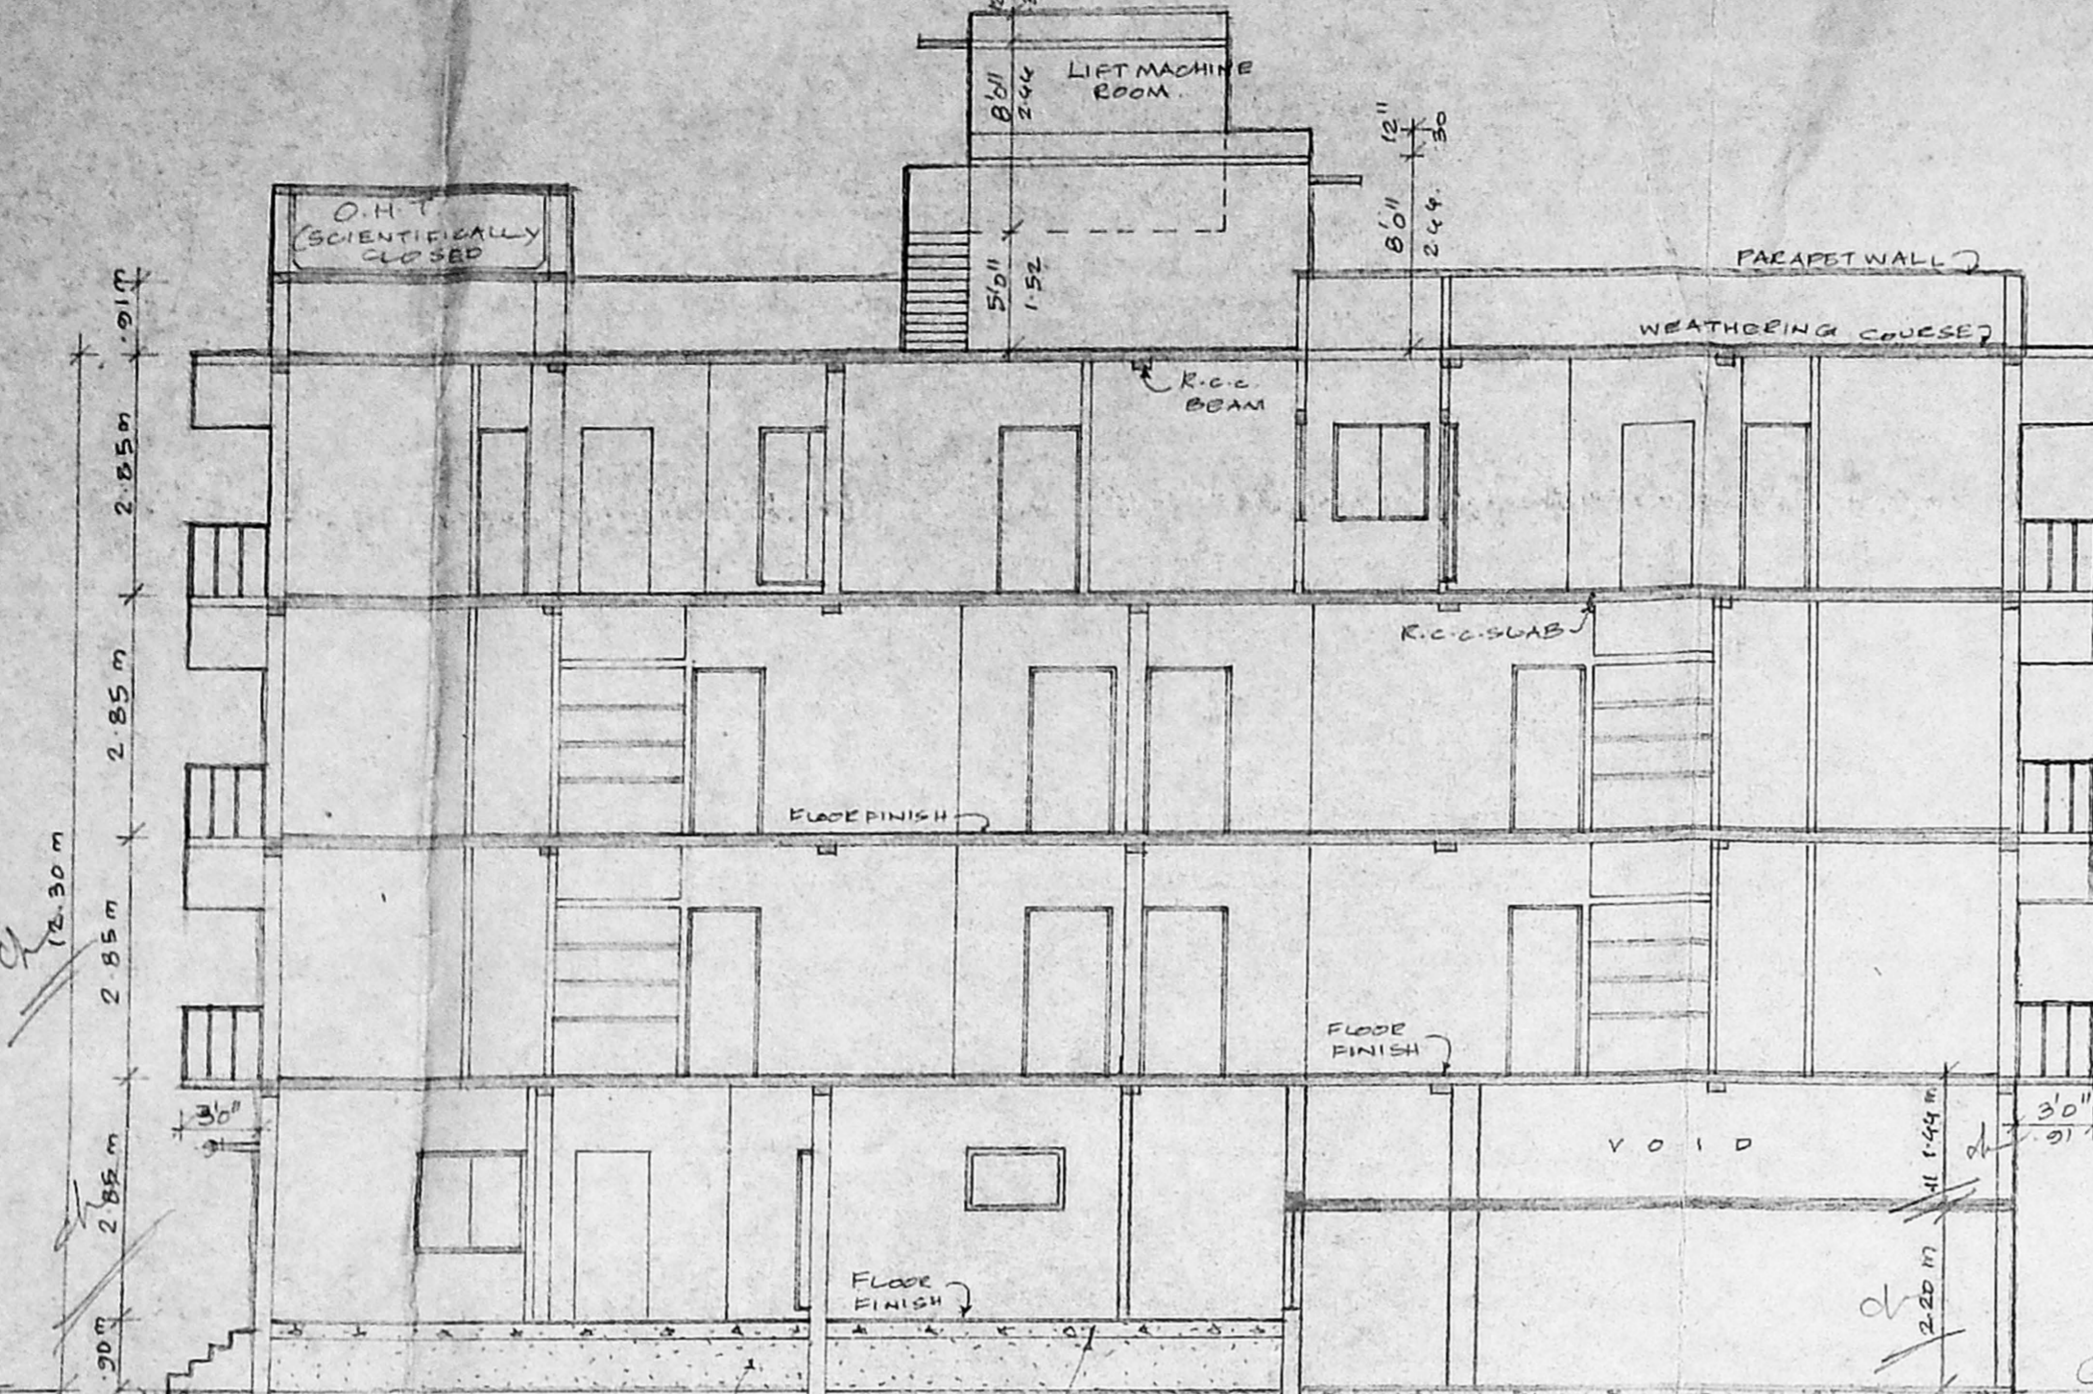 LIFT MACHINE
ROOM
8'0"
2.44
12"
.30
O.H.T.
(SCIENTIFICALLY
CLOSED
8'0"
2.44
5'0"
1.52
PARAPET WALL
WEATHERING COURSE
.91m
R.C.C.
BEAM
2.85m
R.C.C.SLAB
2.85 m
FLOOR FINISH
12.30 m
2.85 m
FLOOR
FINISH
3'0"
3'0"
.91
1.44 m
VOID
2.85 m
FLOOR
FINISH
2.20 m
.90 m